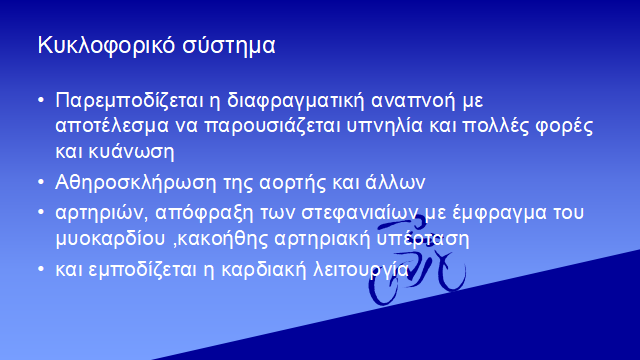 Κυκλοφορικό σύστημα
• Παρεμποδίζεται η διαφραγματική αναπνοή με
αποτέλεσμα να παρουσιάζεται υπνηλία και πολλές φορές
και κυάνωση
• Αθηροσκλήρωση της αορτής και άλλων
• αρτηριών, απόφραξη των στεφανιαίων με έμφραγμα του
μυοκαρδίου ,κακοήθης αρτηριακή υπέρταση
• και εμποδίζεται η καρδιακή λειτουργία